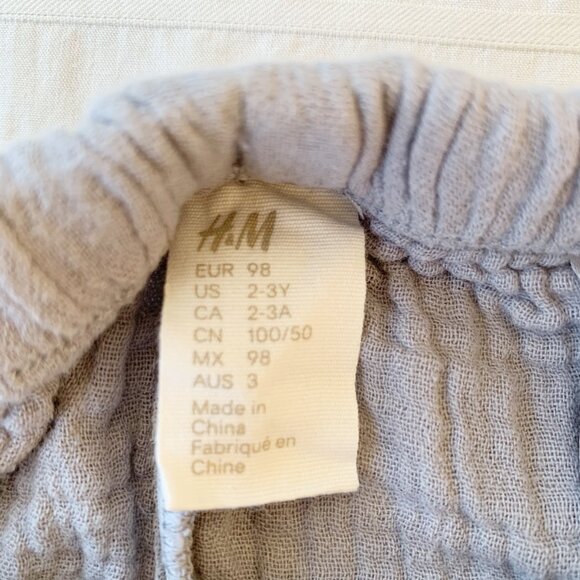 H&M
EUR 98
US 2-3Y
CA 2-3A
CN 100/50
MX 98
AUS 3
Made in
China
Fabriqué en
Chine